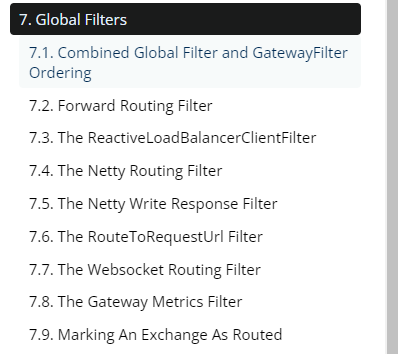 7. Global Filters
7.1. Combined Global Filter and GatewayFilter
Ordering
7.2. Forward Routing Filter
7.3. The ReactiveLoadBalancerClientFilter
7.4. The Netty Routing Filter
7.5. The Netty Write Response Filter
7.6. The RouteToRequestUrl Filter
7.7. The Websocket Routing Filter
7.8. The Gateway Metrics Filter
7.9. Marking An Exchange As Routed